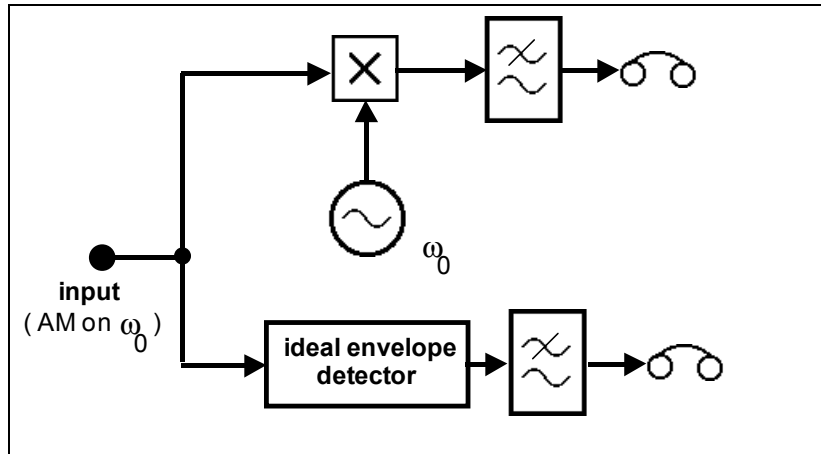 ω0
input
( AM on ω0 )
ideal envelope
detector